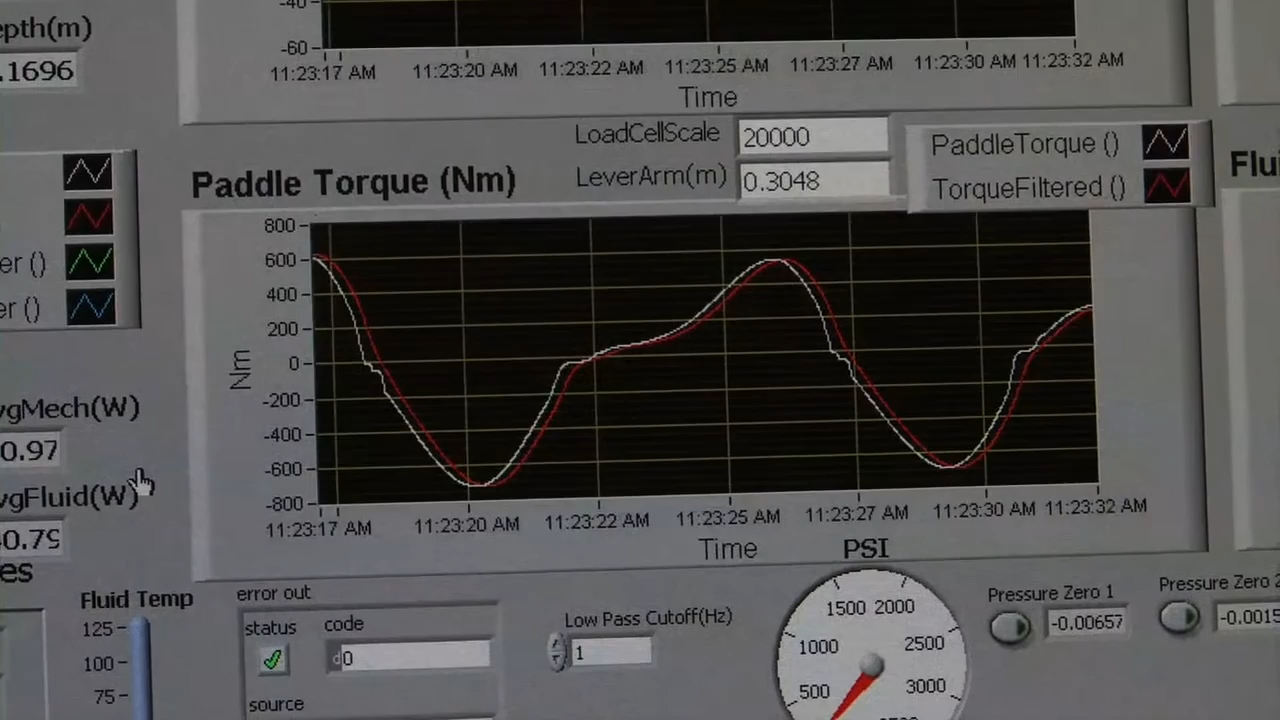 -40
epth(m)
-60
.1696
11:23:17 AM 11:23:20 AM 11:23:22 AM 11:23:25 AM 11:23:27 AM 11:23:30 AM 11:23:32 AM
Time
LoadCellScale 20000
PaddleTorque ()
LeverArm(m) 0.3048
TorqueFiltered ()
Paddle Torque (Nm)
Flui
800
600
er ()
400
er ()
200
0
Nm
-200
vgMech(W)
-400
0.97
-600
vgFluid(W)
-800
0.79
11:23:17 AM 11:23:20 AM 11:23:22 AM 11:23:25 AM 11:23:27 AM 11:23:30 AM 11:23:32 AM
Time
PSI
es
Fluid Temp
error out
status code
0
source
Low Pass Cutoff(Hz)
1
1500 2000
1000 2500
500 3000
Pressure Zero 1
-0.00657
Pressure Zero 2
-0.0015
125
100
75